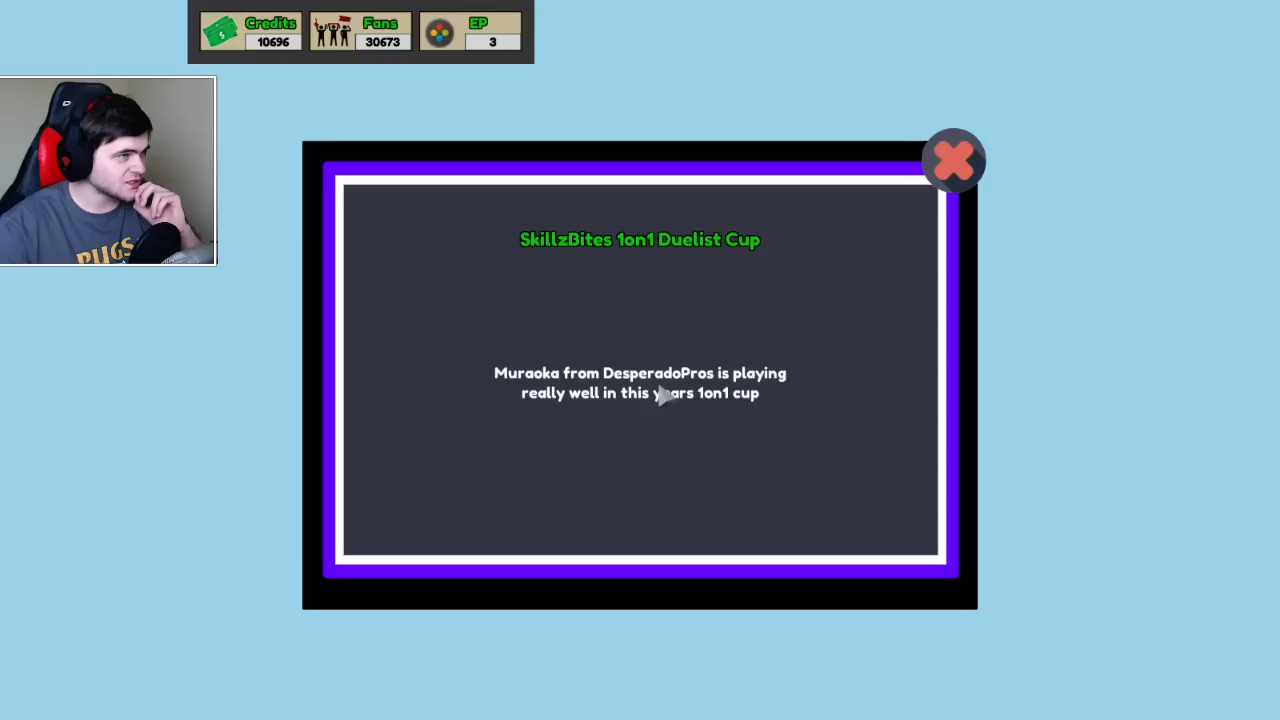 Credits
10696
Fans
30673
EP
3
SkillzBites 1on1 Duelist Cup
Muraoka from DesperadoPros is playing
really well in this years 1on1 cup
PUGS